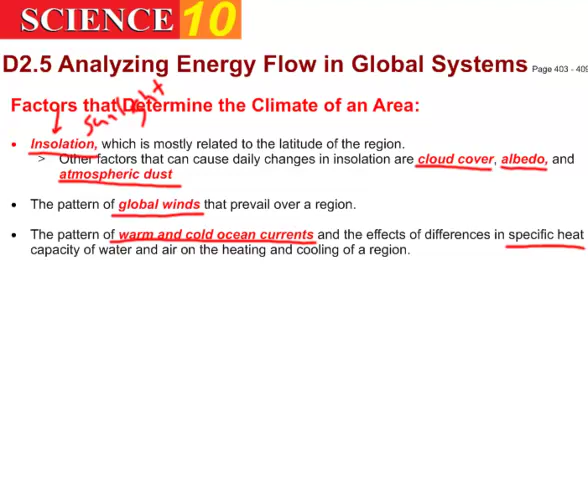 SCIENCE 10
D2.5 Analyzing Energy Flow in Global Systems Page 403 - 409
Factors that Determine the Climate of an Area:
sunlight
• Insolation, which is mostly related to the latitude of the region.
> Other factors that can cause daily changes in insolation are cloud cover, albedo, and
atmospheric dust
• The pattern of global winds that prevail over a region.
• The pattern of warm and cold ocean currents and the effects of differences in specific heat
capacity of water and air on the heating and cooling of a region.